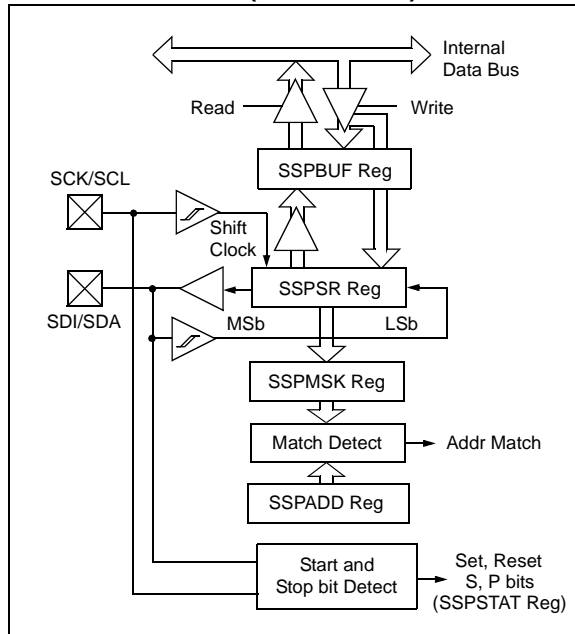 Internal
Data Bus
Read
Write
SSPBUF Reg
SCK/SCL
Shift
Clock
SSPSR Reg
MSb
LSb
SDI/SDA
SSPMSK Reg
Match Detect
Addr Match
SSPADD Reg
Start and
Stop bit Detect
Set, Reset
S, P bits
(SSPSTAT Reg)